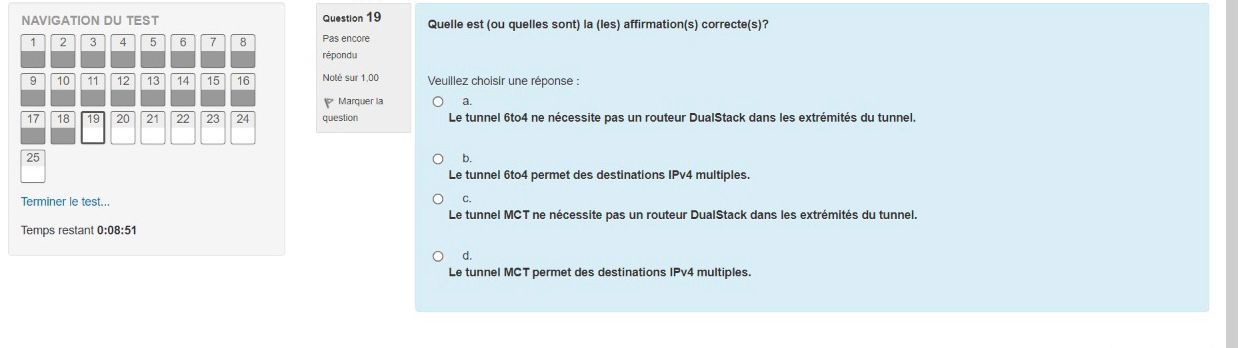 NAVIGATION DU TEST
1 2 3 4 5 6 7 8
9 10 11 12 13 14 15 16
17 18 19 20 21 22 23 24
25
Terminer le test...
Temps restant 0:08:51
Question 19
Pas encore
répondu
Noté sur 1,00
Marquer la
question
Quelle est (ou quelles sont) la (les) affirmation(s) correcte(s)?
Veuillez choisir une réponse :
a.
Le tunnel 6to4 ne nécessite pas un routeur DualStack dans les extrémités du tunnel.
b.
Le tunnel 6to4 permet des destinations IPv4 multiples.
c.
Le tunnel MCT ne nécessite pas un routeur DualStack dans les extrémités du tunnel.
d.
Le tunnel MCT permet des destinations IPv4 multiples.